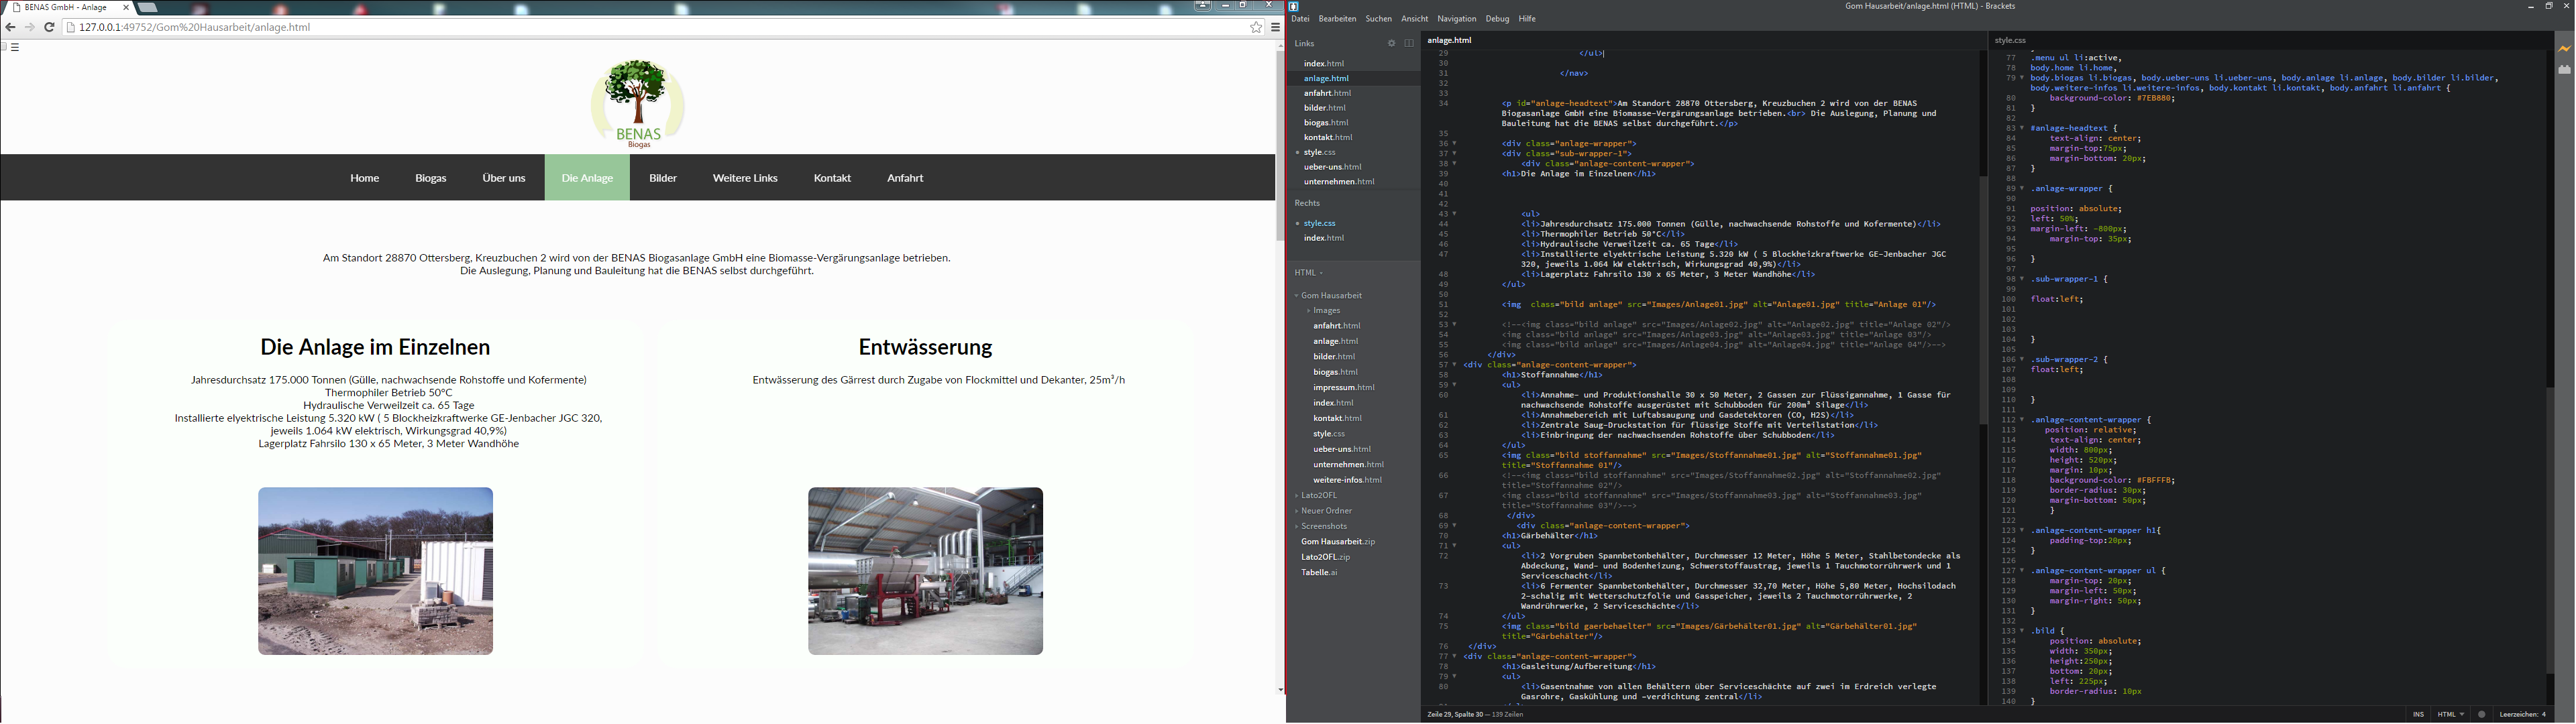 BENAS GmbH - Anlage
127.0.0.1:49752/Gom%20Hausarbeit/anlage.html
BENAS
Biogas
Home Biogas Über uns Die Anlage Bilder Weitere Links Kontakt Anfahrt
Am Standort 28870 Ottersberg, Kreuzbuchen 2 wird von der BENAS Biogasanlage GmbH eine Biomasse-Vergärungsanlage betrieben.
Die Auslegung, Planung und Bauleitung hat die BENAS selbst durchgeführt.
Die Anlage im Einzelnen
Jahresdurchsatz 175.000 Tonnen (Gülle, nachwachsende Rohstoffe und Kofermente)
Thermophiler Betrieb 50°C
Hydraulische Verweilzeit ca. 65 Tage
Installierte elyektrische Leistung 5.320 kW ( 5 Blockheizkraftwerke GE-Jenbacher JGC 320,
jeweils 1.064 kW elektrisch, Wirkungsgrad 40,9%)
Lagerplatz Fahrsilo 130 x 65 Meter, 3 Meter Wandhöhe
Entwässerung
Entwässerung des Gärrest durch Zugabe von Flockmittel und Dekanter, 25m³/h
Gom Hausarbeit/anlage.html (HTML) - Brackets
Datei Bearbeiten Suchen Ansicht Navigation Debug Hilfe
Links
index.html
anlage.html
anfahrt.html
bilder.html
biogas.html
kontakt.html
style.css
ueber-uns.html
unternehmen.html
Rechts
style.css
index.html
HTML
Gom Hausarbeit
Images
anfahrt.html
anlage.html
bilder.html
biogas.html
impressum.html
index.html
kontakt.html
style.css
ueber-uns.html
unternehmen.html
weitere-infos.html
Lato2OFL
Neuer Ordner
Screenshots
Gom Hausarbeit.zip
Lato2OFL.zip
Tabelle.ai
anlage.html
29 </ul>
30
31 </nav>
32
33
34 <p id="anlage-headtext">Am Standort 28870 Ottersberg, Kreuzbuchen 2 wird von der BENAS
Biogasanlage GmbH eine Biomasse-Vergärungsanlage betrieben.<br> Die Auslegung, Planung und
Bauleitung hat die BENAS selbst durchgeführt.</p>
35
36 <div class="anlage-wrapper">
37 <div class="sub-wrapper-1">
38 <div class="anlage-content-wrapper">
39 <h1>Die Anlage im Einzelnen</h1>
40
41
42
43 <ul>
44 <li>Jahresdurchsatz 175.000 Tonnen (Gülle, nachwachsende Rohstoffe und Kofermente)</li>
45 <li>Thermophiler Betrieb 50°C</li>
46 <li>Hydraulische Verweilzeit ca. 65 Tage</li>
47 <li>Installierte elyektrische Leistung 5.320 kW ( 5 Blockheizkraftwerke GE-Jenbacher JGC
320, jeweils 1.064 kW elektrisch, Wirkungsgrad 40,9%)</li>
48 <li>Lagerplatz Fahrsilo 130 x 65 Meter, 3 Meter Wandhöhe</li>
49 </ul>
50
51 <img  class="bild anlage" src="Images/Anlage01.jpg" alt="Anlage01.jpg" title="Anlage 01"/>
52
53 <!--<img class="bild anlage" src="Images/Anlage02.jpg" alt="Anlage02.jpg" title="Anlage 02"/>
54 <img class="bild anlage" src="Images/Anlage03.jpg" alt="Anlage03.jpg" title="Anlage 03"/>
55 <img class="bild anlage" src="Images/Anlage04.jpg" alt="Anlage04.jpg" title="Anlage 04"/>-->
56 </div>
57 <div class="anlage-content-wrapper">
58 <h1>Stoffannahme</h1>
59 <ul>
60 <li>Annahme- und Produktionshalle 30 x 50 Meter, 2 Gassen zur Flüssigannahme, 1 Gasse für
nachwachsende Rohstoffe ausgerüstet mit Schubboden für 200m³ Silage</li>
61 <li>Annahmebereich mit Luftabsaugung und Gasdetektoren (CO, H2S)</li>
62 <li>Zentrale Saug-Druckstation für flüssige Stoffe mit Verteilstation</li>
63 <li>Einbringung der nachwachsenden Rohstoffe über Schubboden</li>
64 </ul>
65 <img class="bild stoffannahme" src="Images/Stoffannahme01.jpg" alt="Stoffannahme01.jpg"
title="Stoffannahme 01"/>
66 <!--<img class="bild stoffannahme" src="Images/Stoffannahme02.jpg" alt="Stoffannahme02.jpg"
title="Stoffannahme 02"/>
67 <img class="bild stoffannahme" src="Images/Stoffannahme03.jpg" alt="Stoffannahme03.jpg"
title="Stoffannahme 03"/>-->
68 </div>
69 <div class="anlage-content-wrapper">
70 <h1>Gärbehälter</h1>
71 <ul>
72 <li>2 Vorgruben Spannbetonbehälter, Durchmesser 12 Meter, Höhe 5 Meter, Stahlbetondecke als
Abdeckung, Wand- und Bodenheizung, Schwerstoffaustrag, jeweils 1 Tauchmotorrührwerk und 1
Serviceschacht</li>
73 <li>6 Fermenter Spannbetonbehälter, Durchmesser 32,70 Meter, Höhe 5,80 Meter, Hochsilodach
2-schalig mit Wetterschutzfolie und Gasspeicher, jeweils 2 Tauchmotorrührwerke, 2
Wandrührwerke, 2 Serviceschächte</li>
74 </ul>
75 <img class="bild gaerbehaelter" src="Images/Gärbehälter01.jpg" alt="Gärbehälter01.jpg"
title="Gärbehälter"/>
76 </div>
77 <div class="anlage-content-wrapper">
78 <h1>Gasleitung/Aufbereitung</h1>
79 <ul>
80 <li>Gasentnahme von allen Behältern über Serviceschächte auf zwei im Erdreich verlegte
Gasrohre, Gaskühlung und -verdichtung zentral</li>
Zeile 29, Spalte 30 — 139 Zeilen
style.css
77 .menu ul li:active,
78 body.home li.home,
79 body.biogas li.biogas, body.ueber-uns li.ueber-uns, body.anlage li.anlage, body.bilder li.bilder,
body.weitere-infos li.weitere-infos, body.kontakt li.kontakt, body.anfahrt li.anfahrt {
80 background-color: #7EB880;
81 }
82
83 #anlage-headtext {
84 text-align: center;
85 margin-top:75px;
86 margin-bottom: 20px;
87 }
88
89 .anlage-wrapper {
90
91 position: absolute;
92 left: 50%;
93 margin-left: -800px;
94 margin-top: 35px;
95
96 }
97
98 .sub-wrapper-1 {
99
100 float:left;
101
102
103
104 }
105
106 .sub-wrapper-2 {
107 float:left;
108
109
110 }
111
112 .anlage-content-wrapper {
113 position: relative;
114 text-align: center;
115 width: 800px;
116 height: 520px;
117 margin: 10px;
118 background-color: #FBFFFB;
119 border-radius: 30px;
120 margin-bottom: 50px;
121 }
122
123 .anlage-content-wrapper h1{
124 padding-top:20px;
125 }
126
127 .anlage-content-wrapper ul {
128 margin-top: 20px;
129 margin-left: 50px;
130 margin-right: 50px;
131 }
132
133 .bild {
134 position: absolute;
135 width: 350px;
136 height:250px;
137 bottom: 20px;
138 left: 225px;
139 border-radius: 10px
140 }
INS HTML Leerzeichen: 4